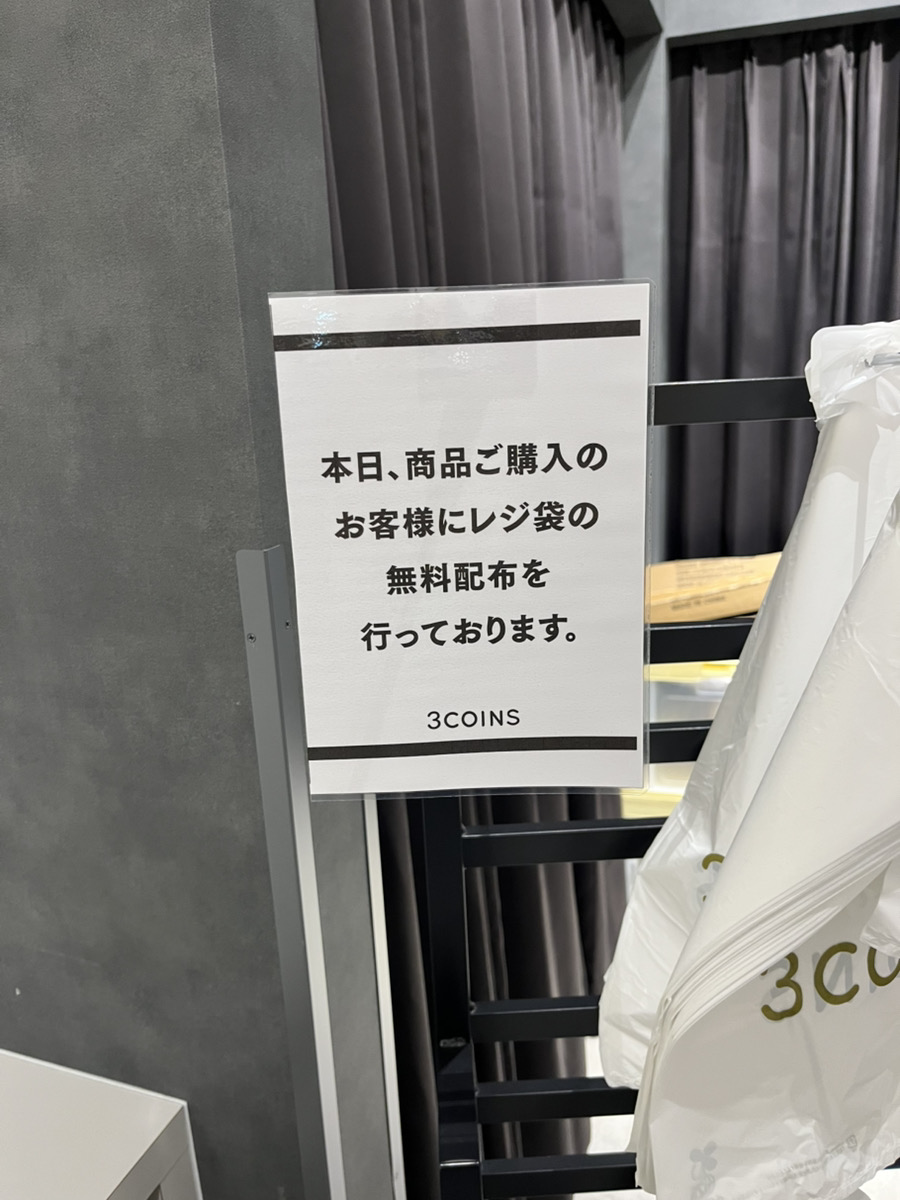 本日、商品ご購入の
お客様にレジ袋の
無料配布を
行っております。
3COINS
3CO